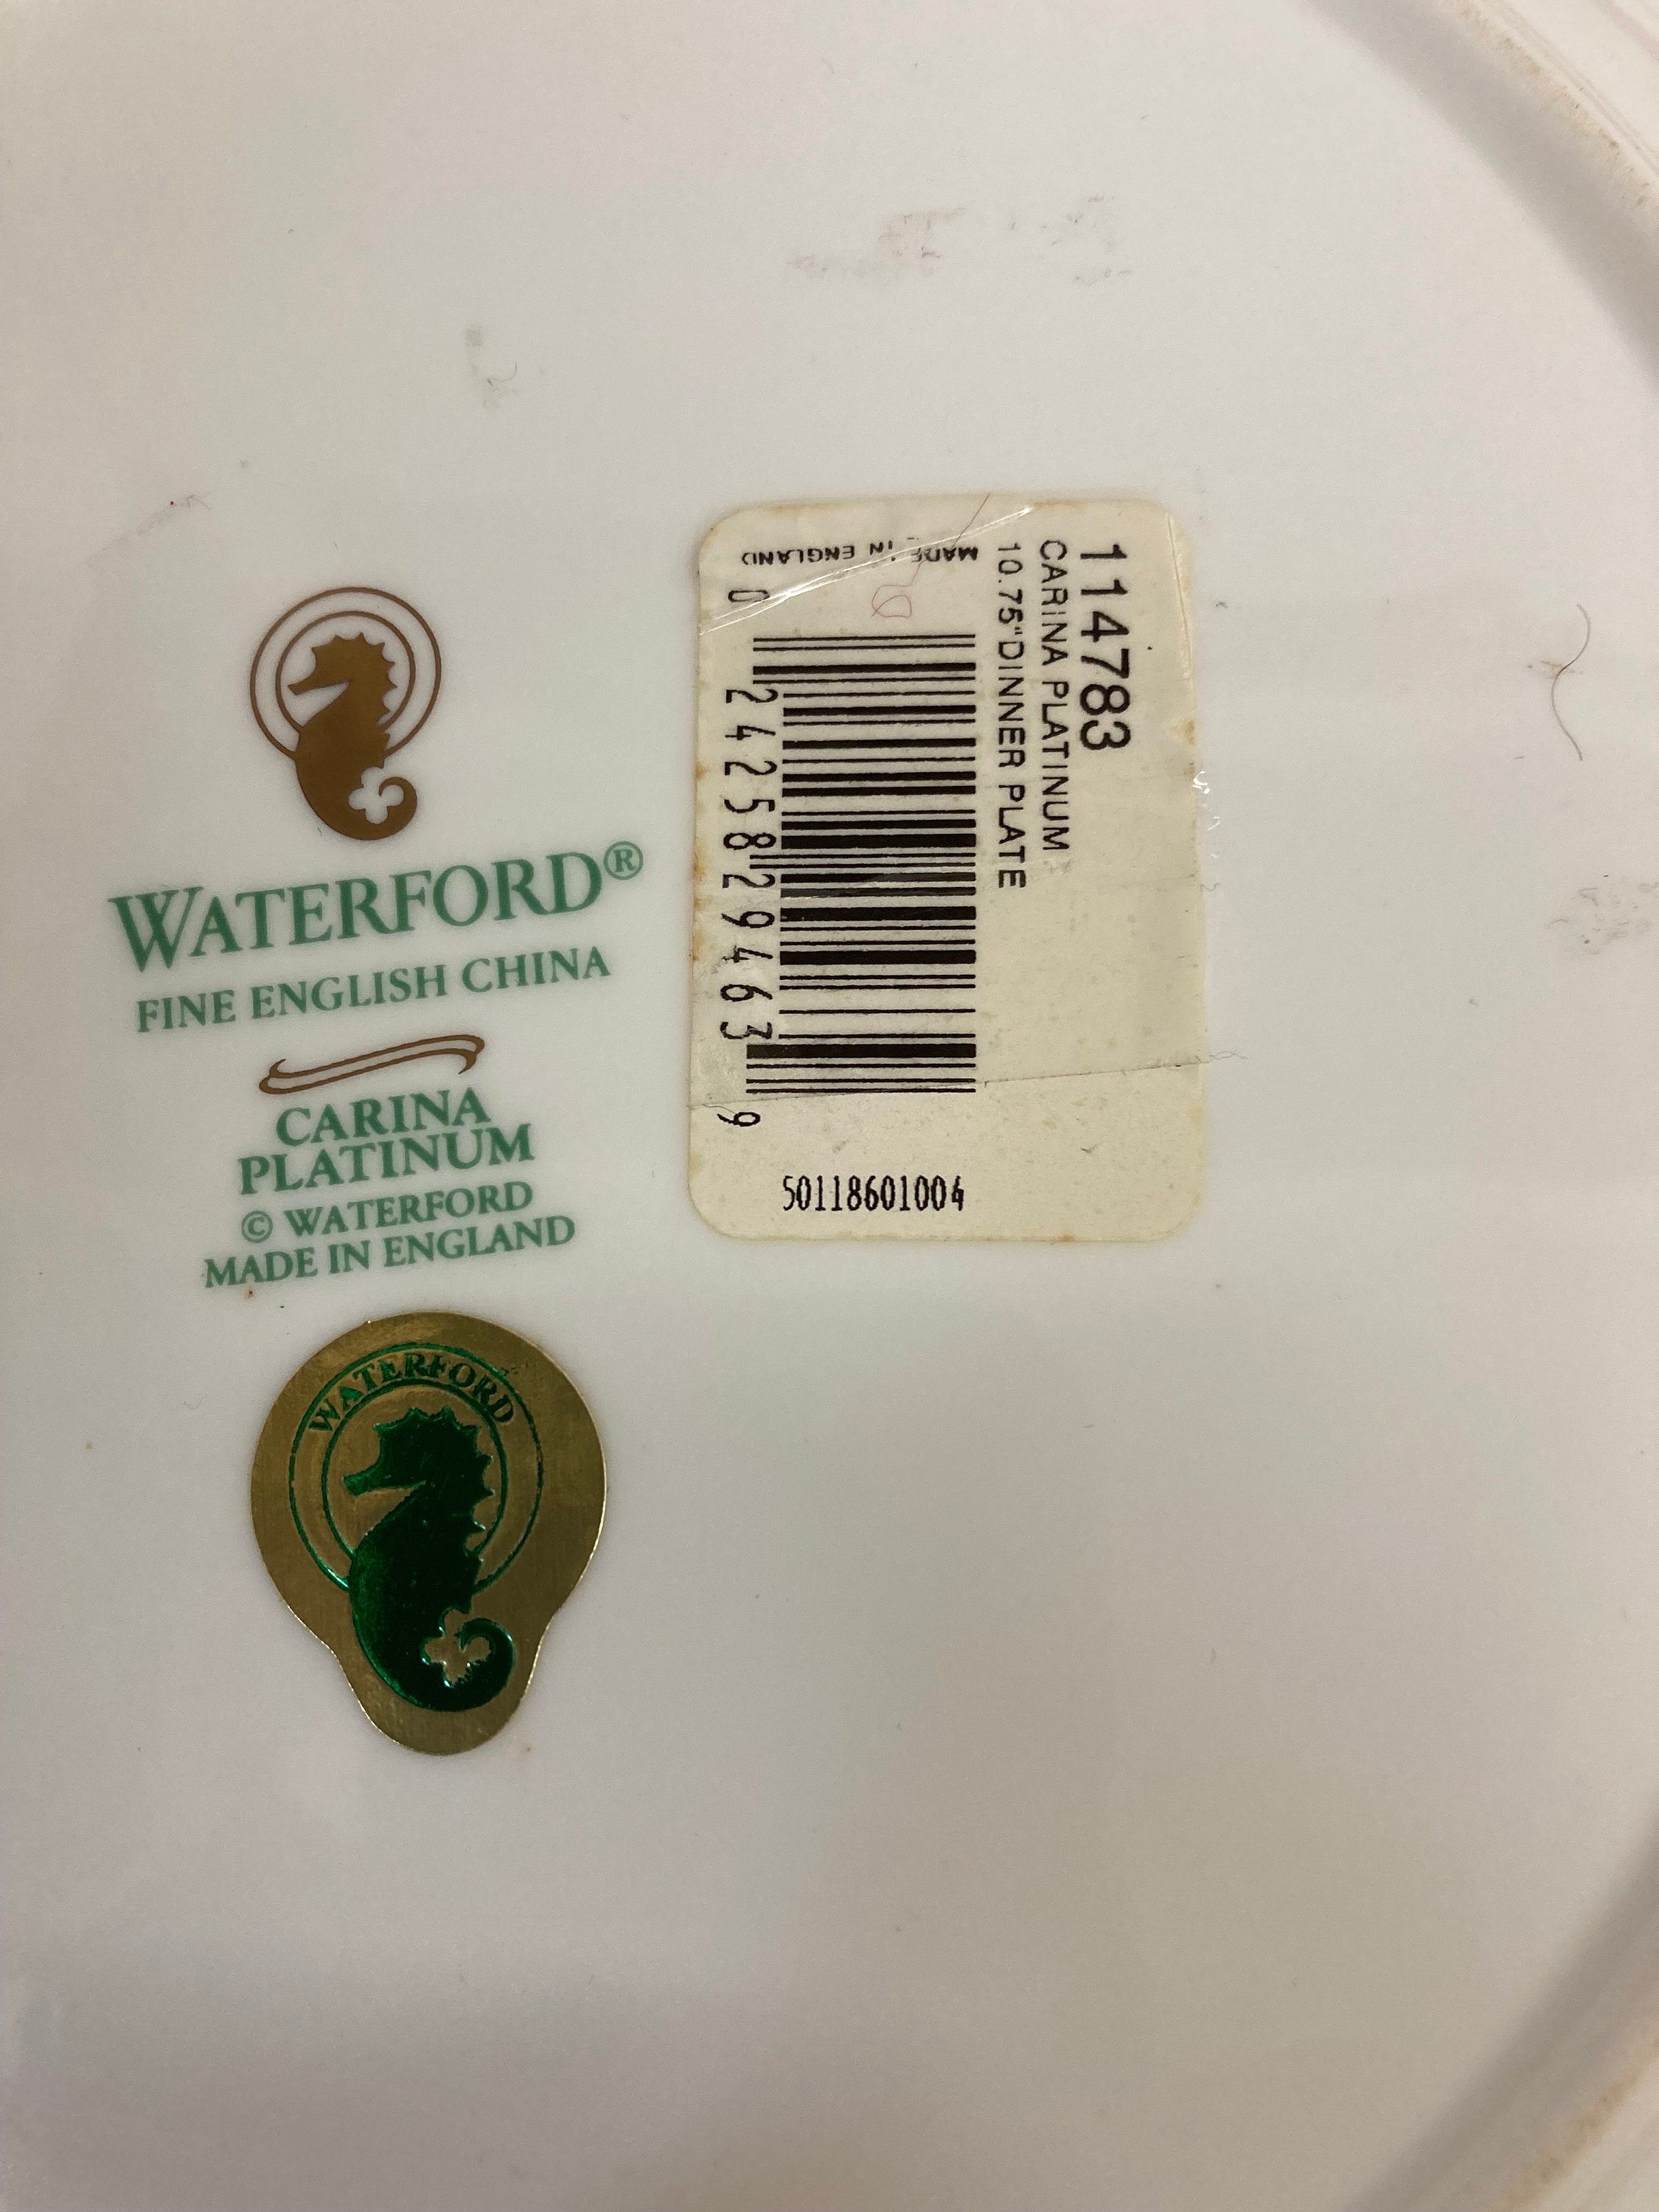 WATERFORD®
FINE ENGLISH CHINA
CARINA
PLATINUM
© WATERFORD
MADE IN ENGLAND
WATERFORD
114783
CARINA PLATINUM
10.75"DINNER PLATE
MADE IN ENGLAND
0 24258 29463 9
50118601004